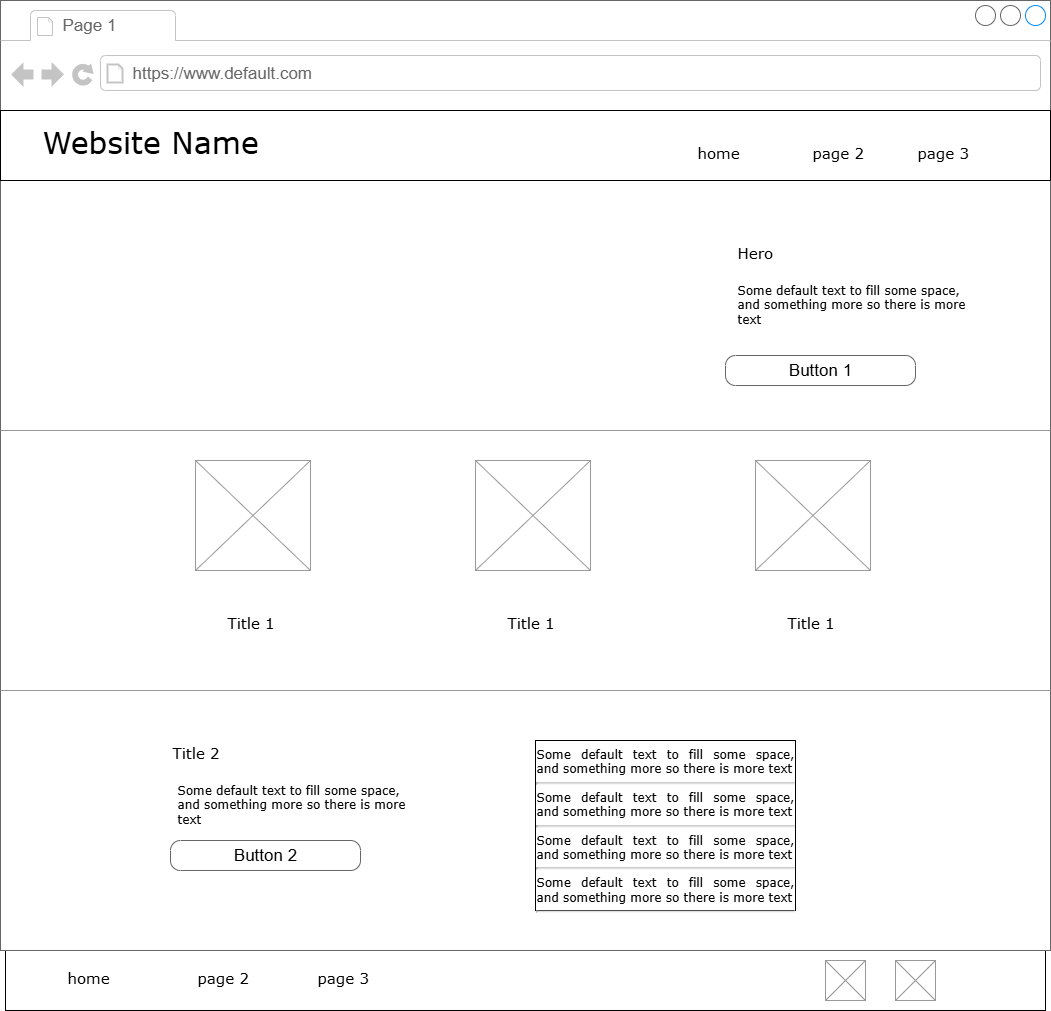 Page 1
https://www.default.com
Website Name
home
page 2
page 3
Hero
Some default text to fill some space,
and something more so there is more
text
Button 1
Title 1
Title 1
Title 1
Title 2
Some default text to fill some space,
and something more so there is more
text
Button 2
Some default text to fill some space,
and something more so there is more text
Some default text to fill some space,
and something more so there is more text
Some default text to fill some space,
and something more so there is more text
Some default text to fill some space,
and something more so there is more text
home
page 2
page 3